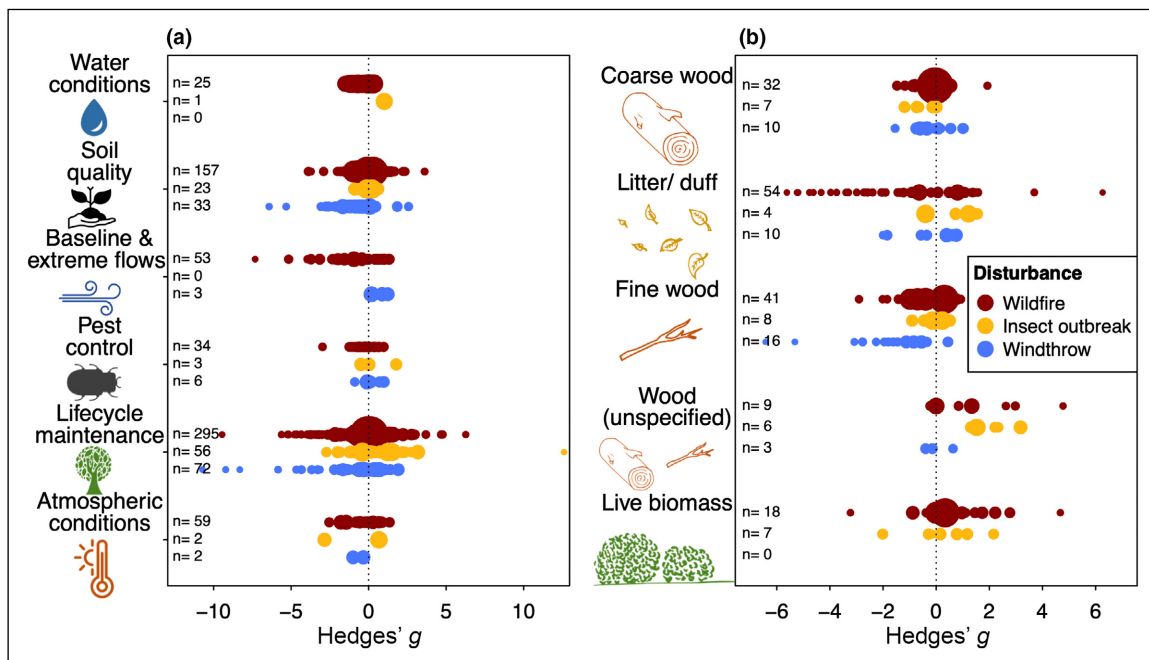 (a)
Water
conditions
n= 25
n= 1
n= 0
Soil
quality
n= 157
n= 23
n= 33
Baseline &
extreme flows
n= 53
n= 0
n= 3
Pest
control
n= 34
n= 3
n= 6
Lifecycle
maintenance
n= 295
n= 56
n= 72
Atmospheric
conditions
n= 59
n= 2
n= 2
−10 −5 0 5 10
Hedges’ g
(b)
Coarse wood
n= 32
n= 7
n= 10
Litter/ duff
n= 54
n= 4
n= 10
Fine wood
n= 41
n= 8
n= 16
Wood
(unspecified)
n= 9
n= 6
n= 3
Live biomass
n= 18
n= 7
n= 0
Disturbance
Wildfire
Insect outbreak
Windthrow
−6 −4 −2 0 2 4 6
Hedges’ g